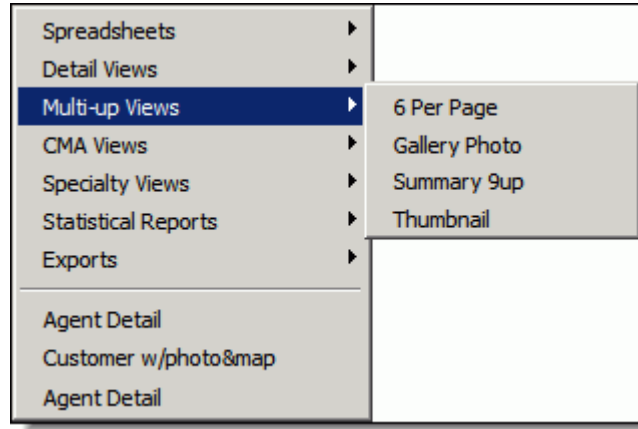 Spreadsheets
Detail Views
Multi-up Views
CMA Views
Specialty Views
Statistical Reports
Exports
Agent Detail
Customer w/photo&map
Agent Detail
6 Per Page
Gallery Photo
Summary 9up
Thumbnail